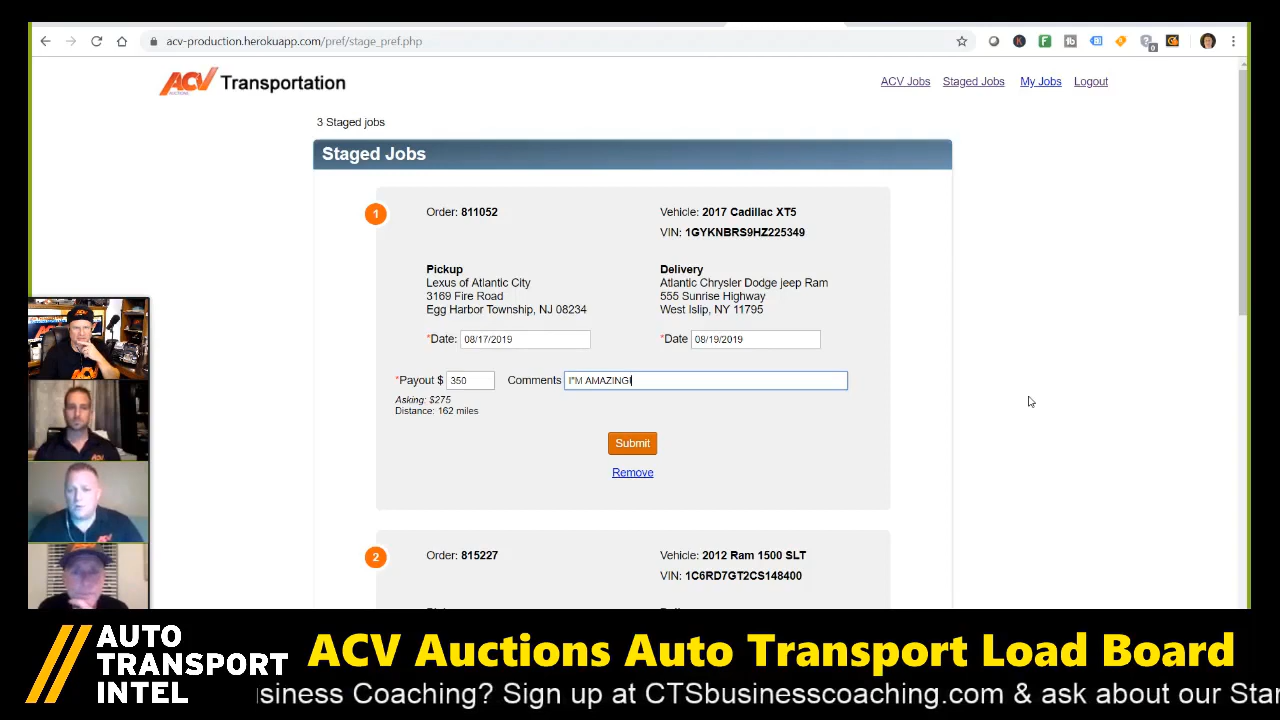 acv-production.herokuapp.com/pref/stage_pref.php
ACV Transportation
AUCTIONS
ACV Jobs Staged Jobs My Jobs Logout
3 Staged jobs
Staged Jobs
1
Order: 811052
Vehicle: 2017 Cadillac XT5
VIN: 1GYKNBRS9HZ225349
Pickup
Lexus of Atlantic City
3169 Fire Road
Egg Harbor Township, NJ 08234
*Date: 08/17/2019
Delivery
Atlantic Chrysler Dodge jeep Ram
555 Sunrise Highway
West Islip, NY 11795
*Date 08/19/2019
*Payout $ 350 Comments I"M AMAZING!
Asking: $275
Distance: 162 miles
Submit
Remove
2
Order: 815227
Vehicle: 2012 Ram 1500 SLT
VIN: 1C6RD7GT2CS148400
ACV
AUTO
TRANSPORT
INTEL
ACV Auctions Auto Transport Load Board
siness Coaching? Sign up at CTSbusinesscoaching.com & ask about our Star